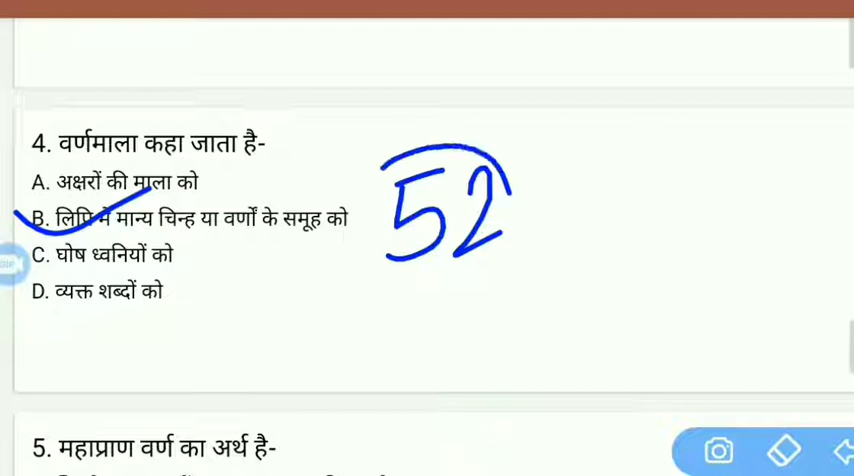 4. वर्णमाला कहा जाता है-
A. अक्षरों की माला को
B. लिपि में मान्य चिन्ह या वर्णों के समूह को
C. घोष ध्वनियों को
D. व्यक्त शब्दों को
52
5. महाप्राण वर्ण का अर्थ है-